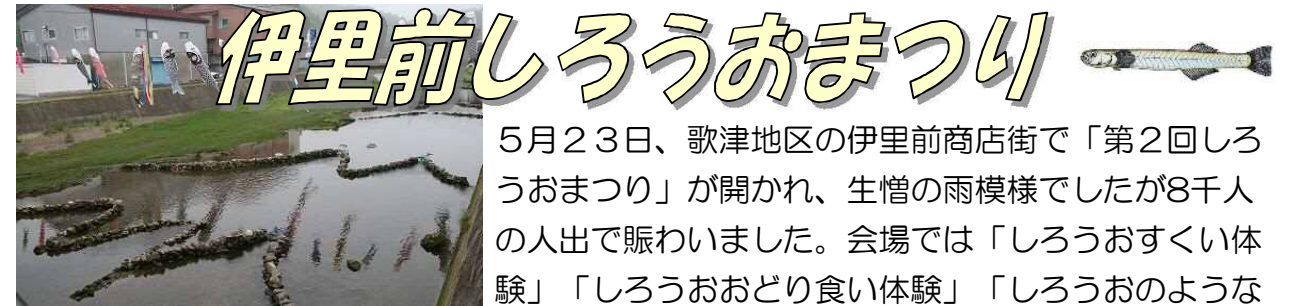 伊里前しろうおまつり
５月２３日、歌津地区の伊里前商店街で「第２回しろ
うおまつり」が開かれ、生憎の雨模様でしたが8千人
の人出で賑わいました。会場では「しろうおすくい体
験」「しろうおおどり食い体験」「しろうおのような